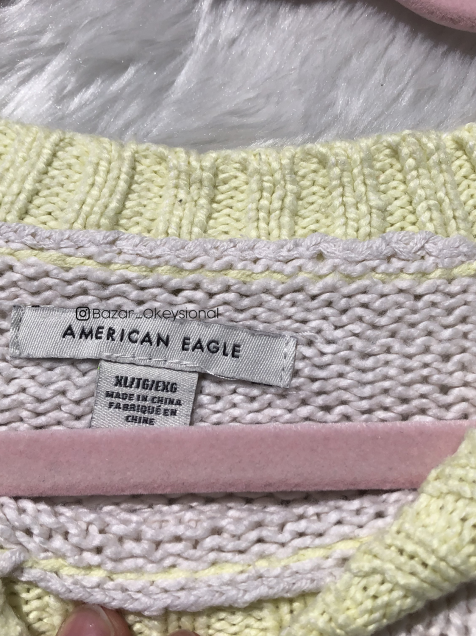 Bazar_Okeysional
AMERICAN EAGLE
XL/TG/EXG
MADE IN CHINA
FABRIQUÉ EN
CHINE